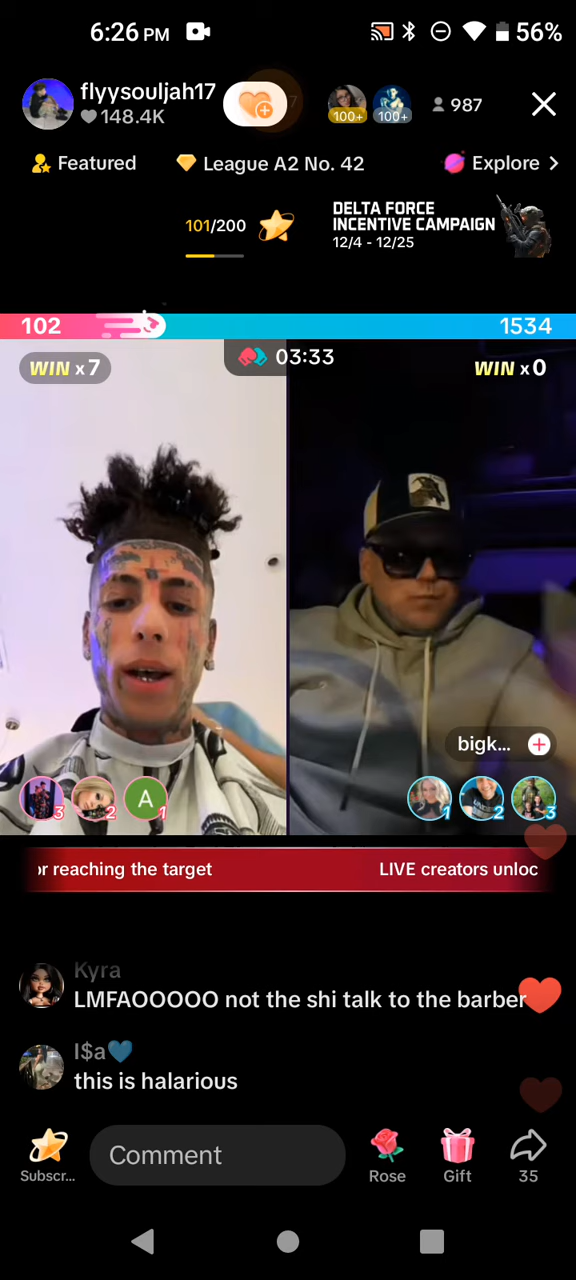 6:26 PM
56%
flyysouljah17
148.4K
100+
100+
987
Featured
League A2 No. 42
Explore
101/200
DELTA FORCE
INCENTIVE CAMPAIGN
12/4 - 12/25
102
1534
WIN x 7
03:33
WIN x 0
bigk...
3
2
A
1
1
2
3
or reaching the target
LIVE creators unloc
Kyra
LMFAOOOOO not the shi talk to the barber
I$a💙
this is halarious
Subscr...
Comment
Rose
Gift
35